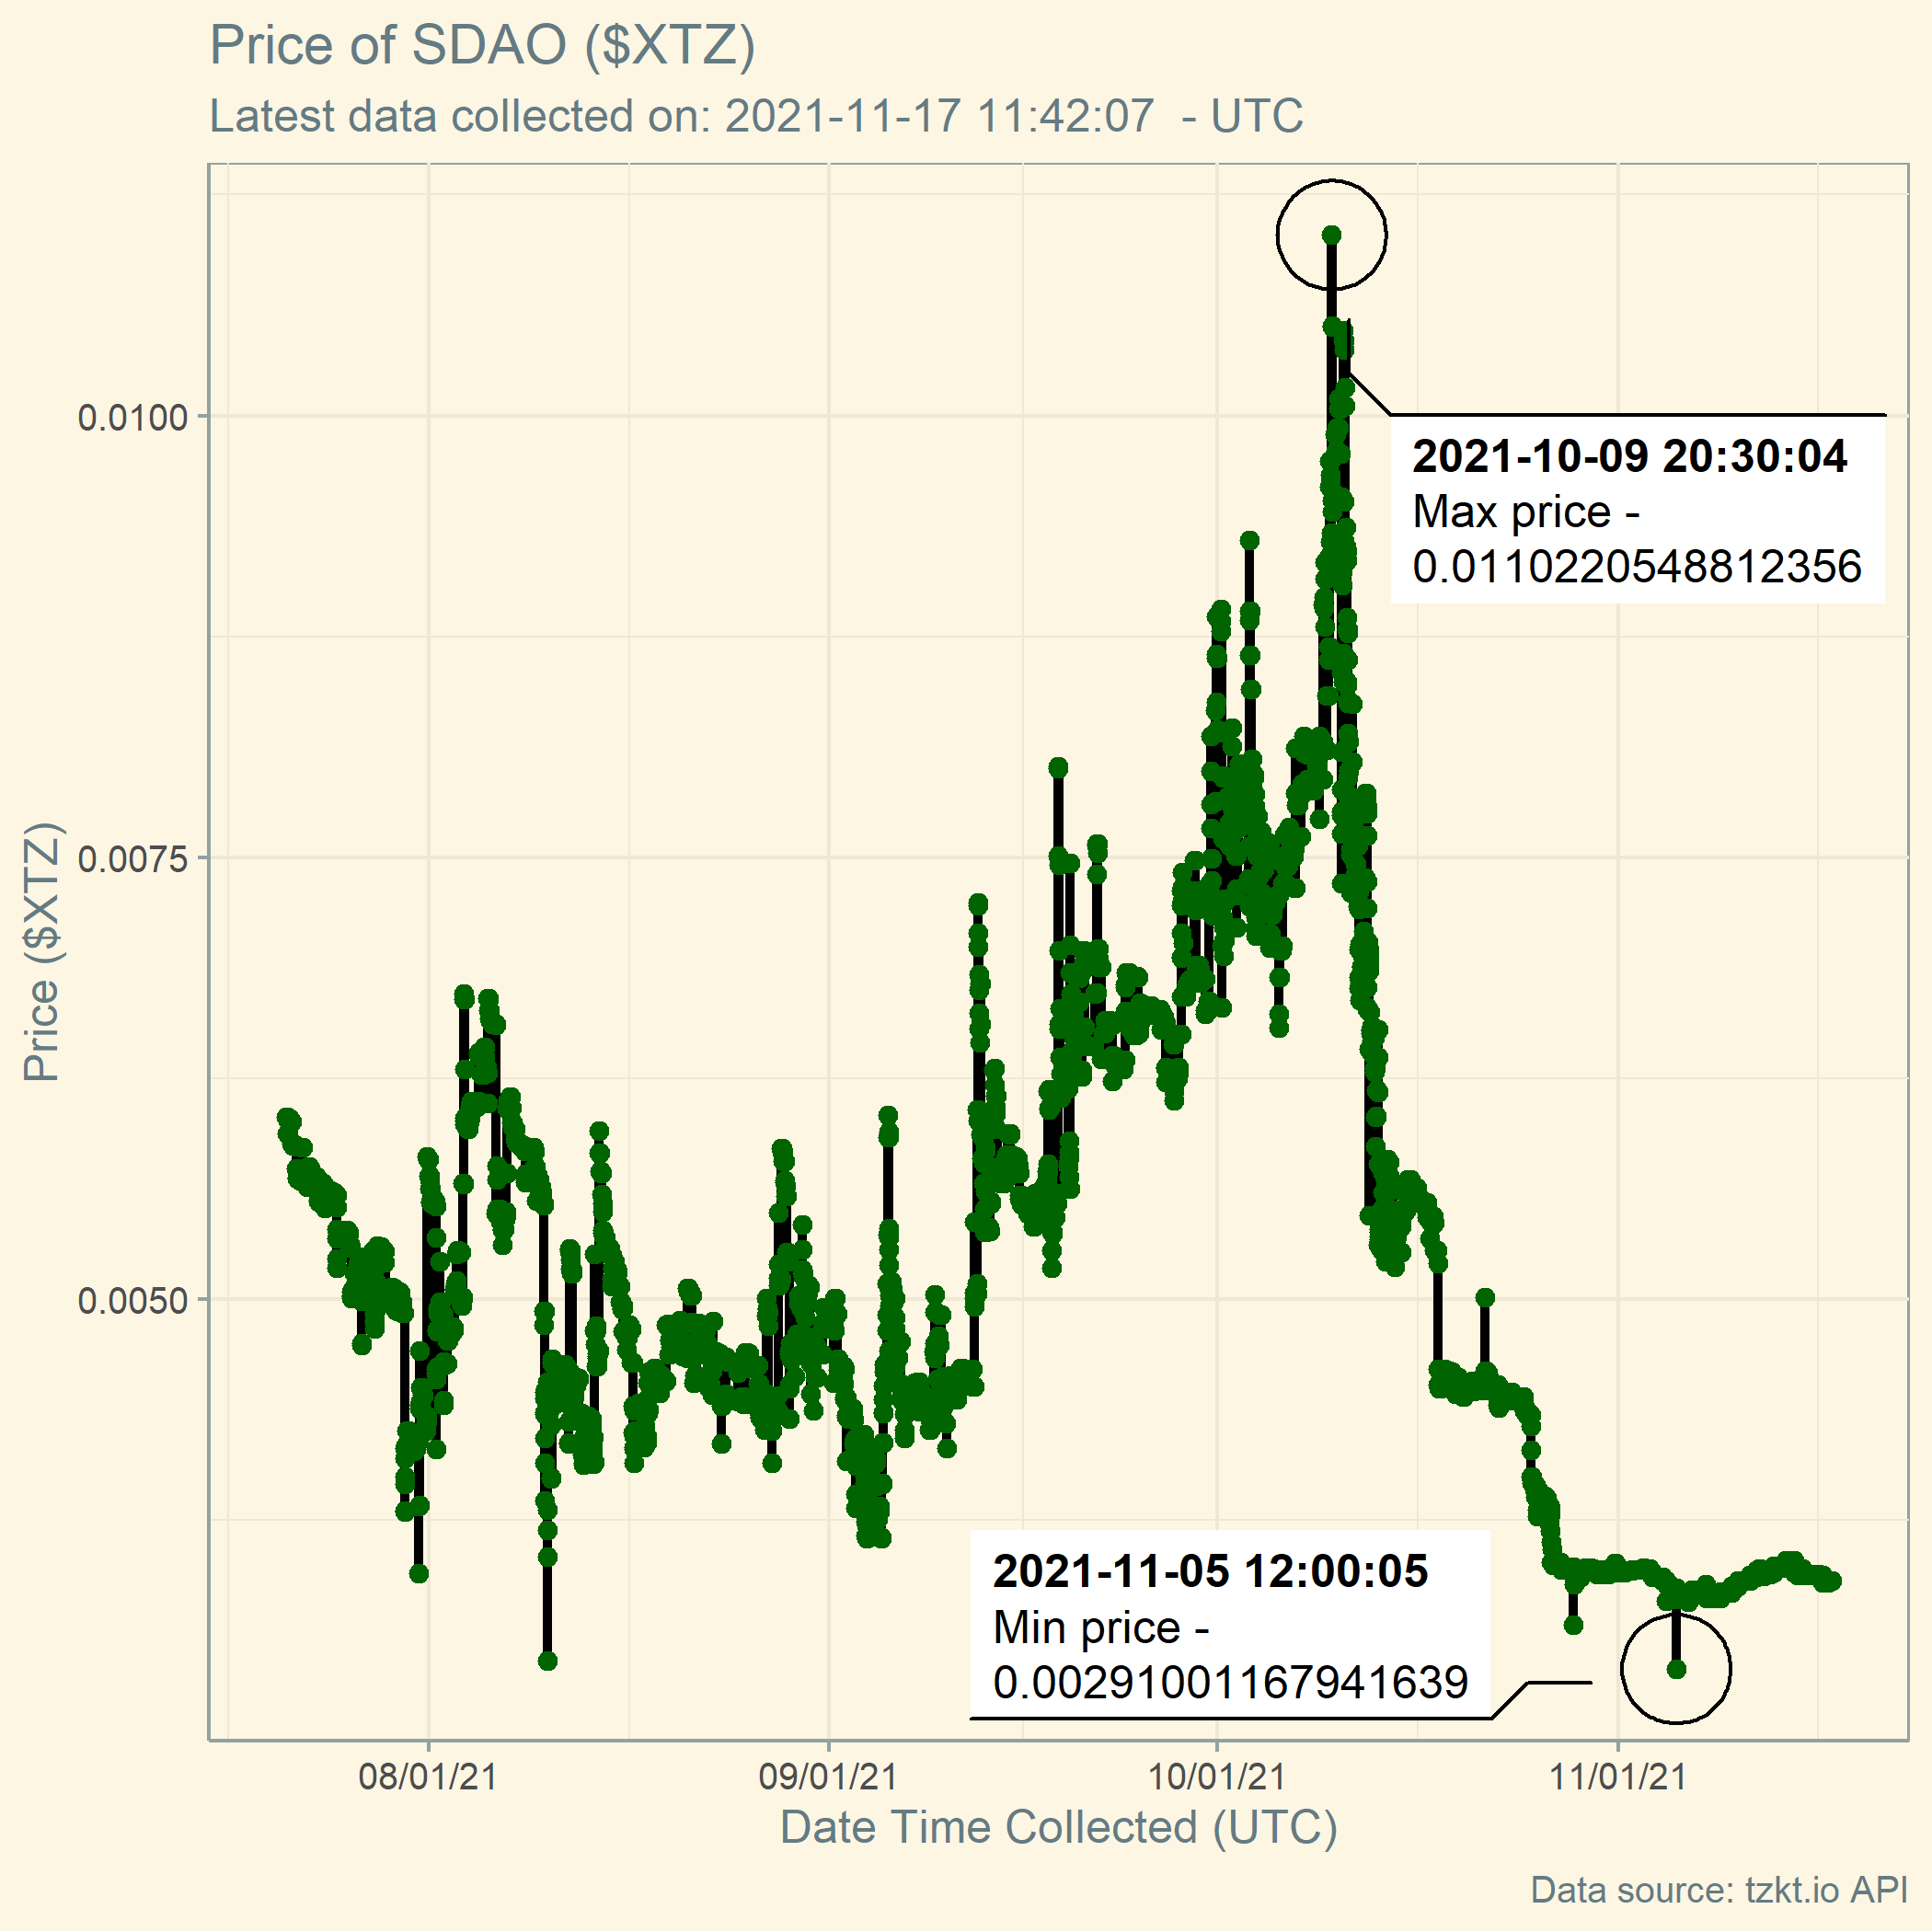 Price of SDAO ($XTZ)
Latest data collected on: 2021-11-17 11:42:07  - UTC
0.0100
2021-10-09 20:30:04
Max price -
0.0110220548812356
0.0075
Price ($XTZ)
0.0050
2021-11-05 12:00:05
Min price -
0.00291001167941639
08/01/21
09/01/21
10/01/21
11/01/21
Date Time Collected (UTC)
Data source: tzkt.io API